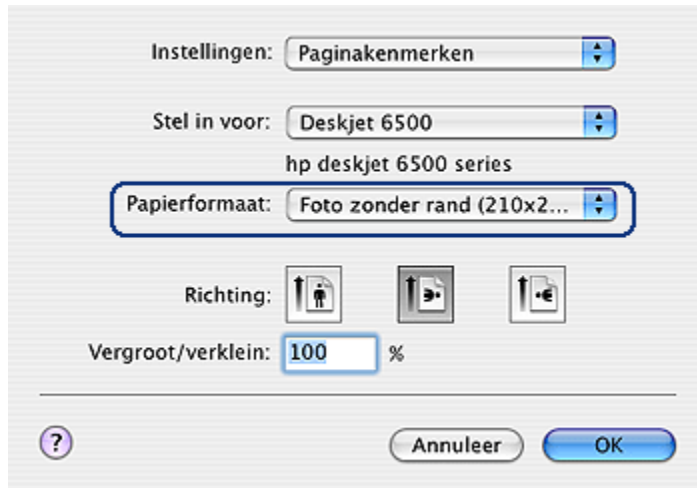 Instellingen: Paginakenmerken
Stel in voor: Deskjet 6500
hp deskjet 6500 series
Papierformaat: Foto zonder rand (210x2...
Richting:
Vergroot/verklein: 100 %
? Annuleer OK